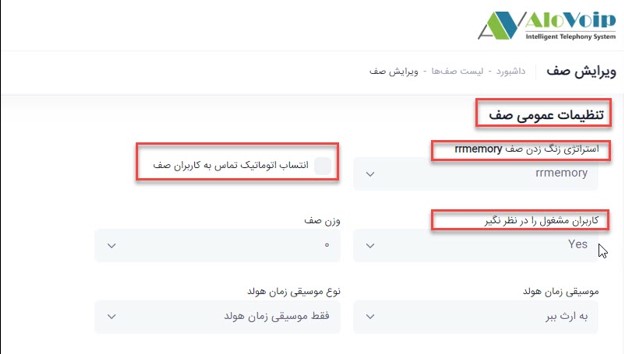 AloVoip
Intelligent Telephony System
ویرایش صف
داشبورد - لیست صف‌ها - ویرایش صف
تنظیمات عمومی صف
استراتژی زنگ زدن صف rrmemory
rrmemory
انتساب اتوماتیک تماس به کاربران صف
کاربران مشغول را در نظر نگیر
Yes
وزن صف
۰
موسیقی زمان هولد
به ارث ببر
نوع موسیقی زمان هولد
فقط موسیقی زمان هولد